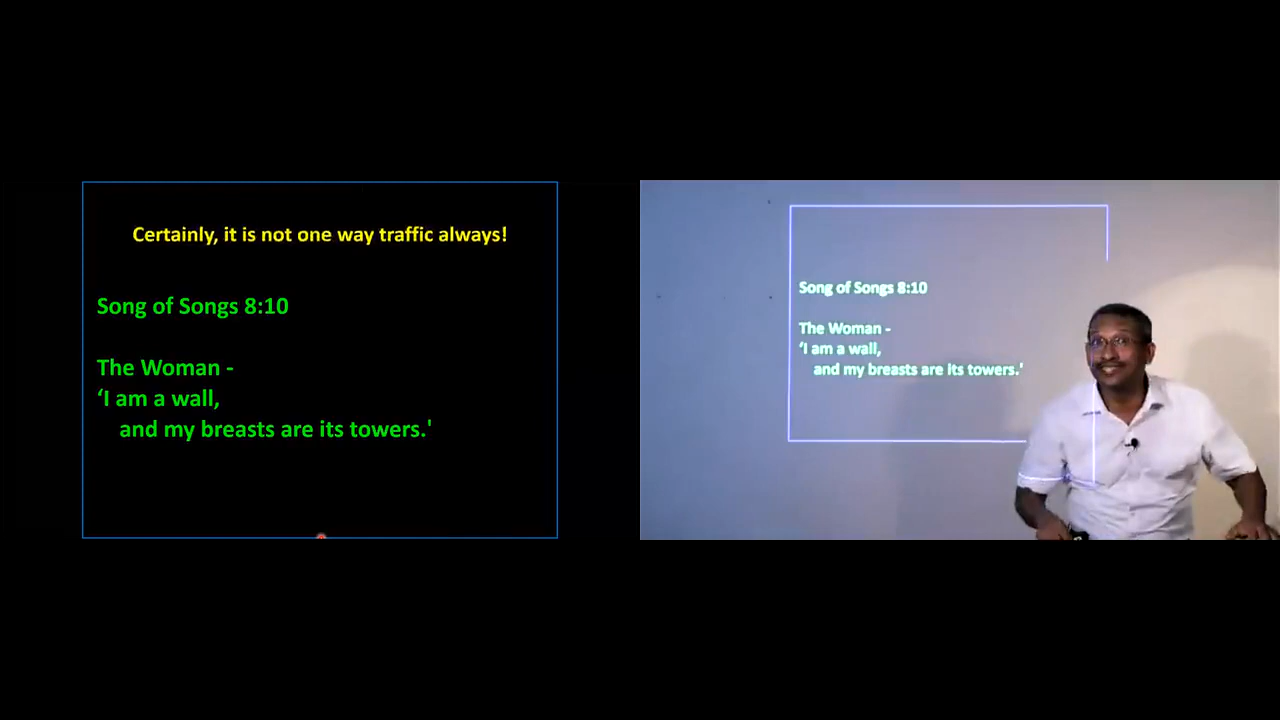 Certainly, it is not one way traffic always!
Song of Songs 8:10
The Woman -
‘I am a wall,
and my breasts are its towers.'
Song of Songs 8:10
The Woman -
‘I am a wall,
and my breasts are its towers.'